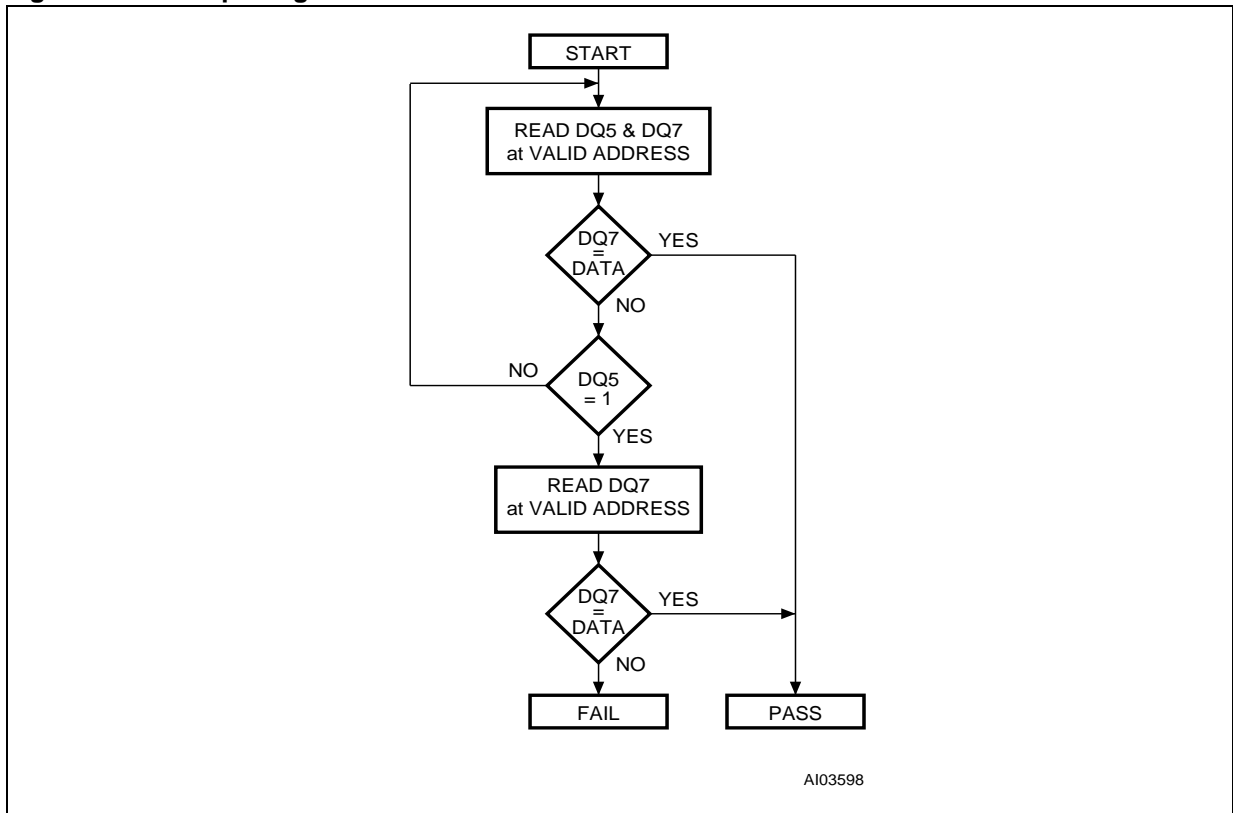 START
READ DQ5 & DQ7
at VALID ADDRESS
DQ7
=
DATA
YES
NO
NO
DQ5
= 1
YES
READ DQ7
at VALID ADDRESS
DQ7
=
DATA
YES
NO
FAIL
PASS
AI03598